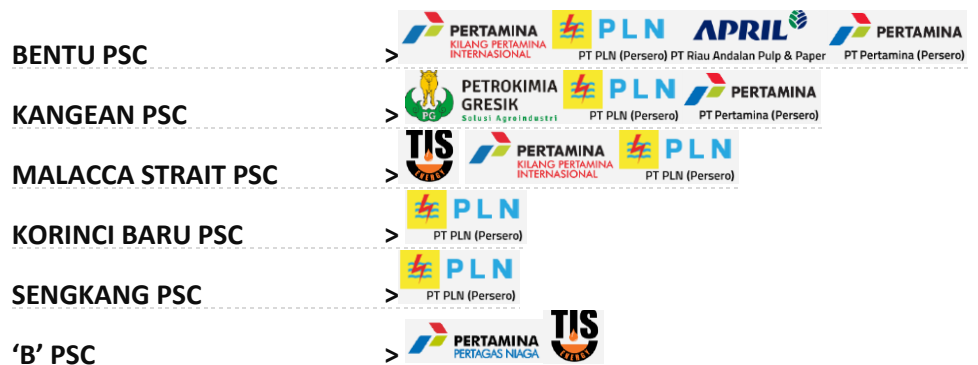 BENTU PSC > PERTAMINA KILANG PERTAMINA INTERNASIONAL PLN PT PLN (Persero) APRIL PT Riau Andalan Pulp & Paper PERTAMINA PT Pertamina (Persero)
KANGEAN PSC > PG PETROKIMIA GRESIK Solusi Agroindustri PLN PT PLN (Persero) PERTAMINA PT Pertamina (Persero)
MALACCA STRAIT PSC > TIS ENERGY PERTAMINA KILANG PERTAMINA INTERNASIONAL PLN PT PLN (Persero)
KORINCI BARU PSC > PLN PT PLN (Persero)
SENGKANG PSC > PLN PT PLN (Persero)
‘B’ PSC > PERTAMINA PERTAGAS NIAGA TIS ENERGY